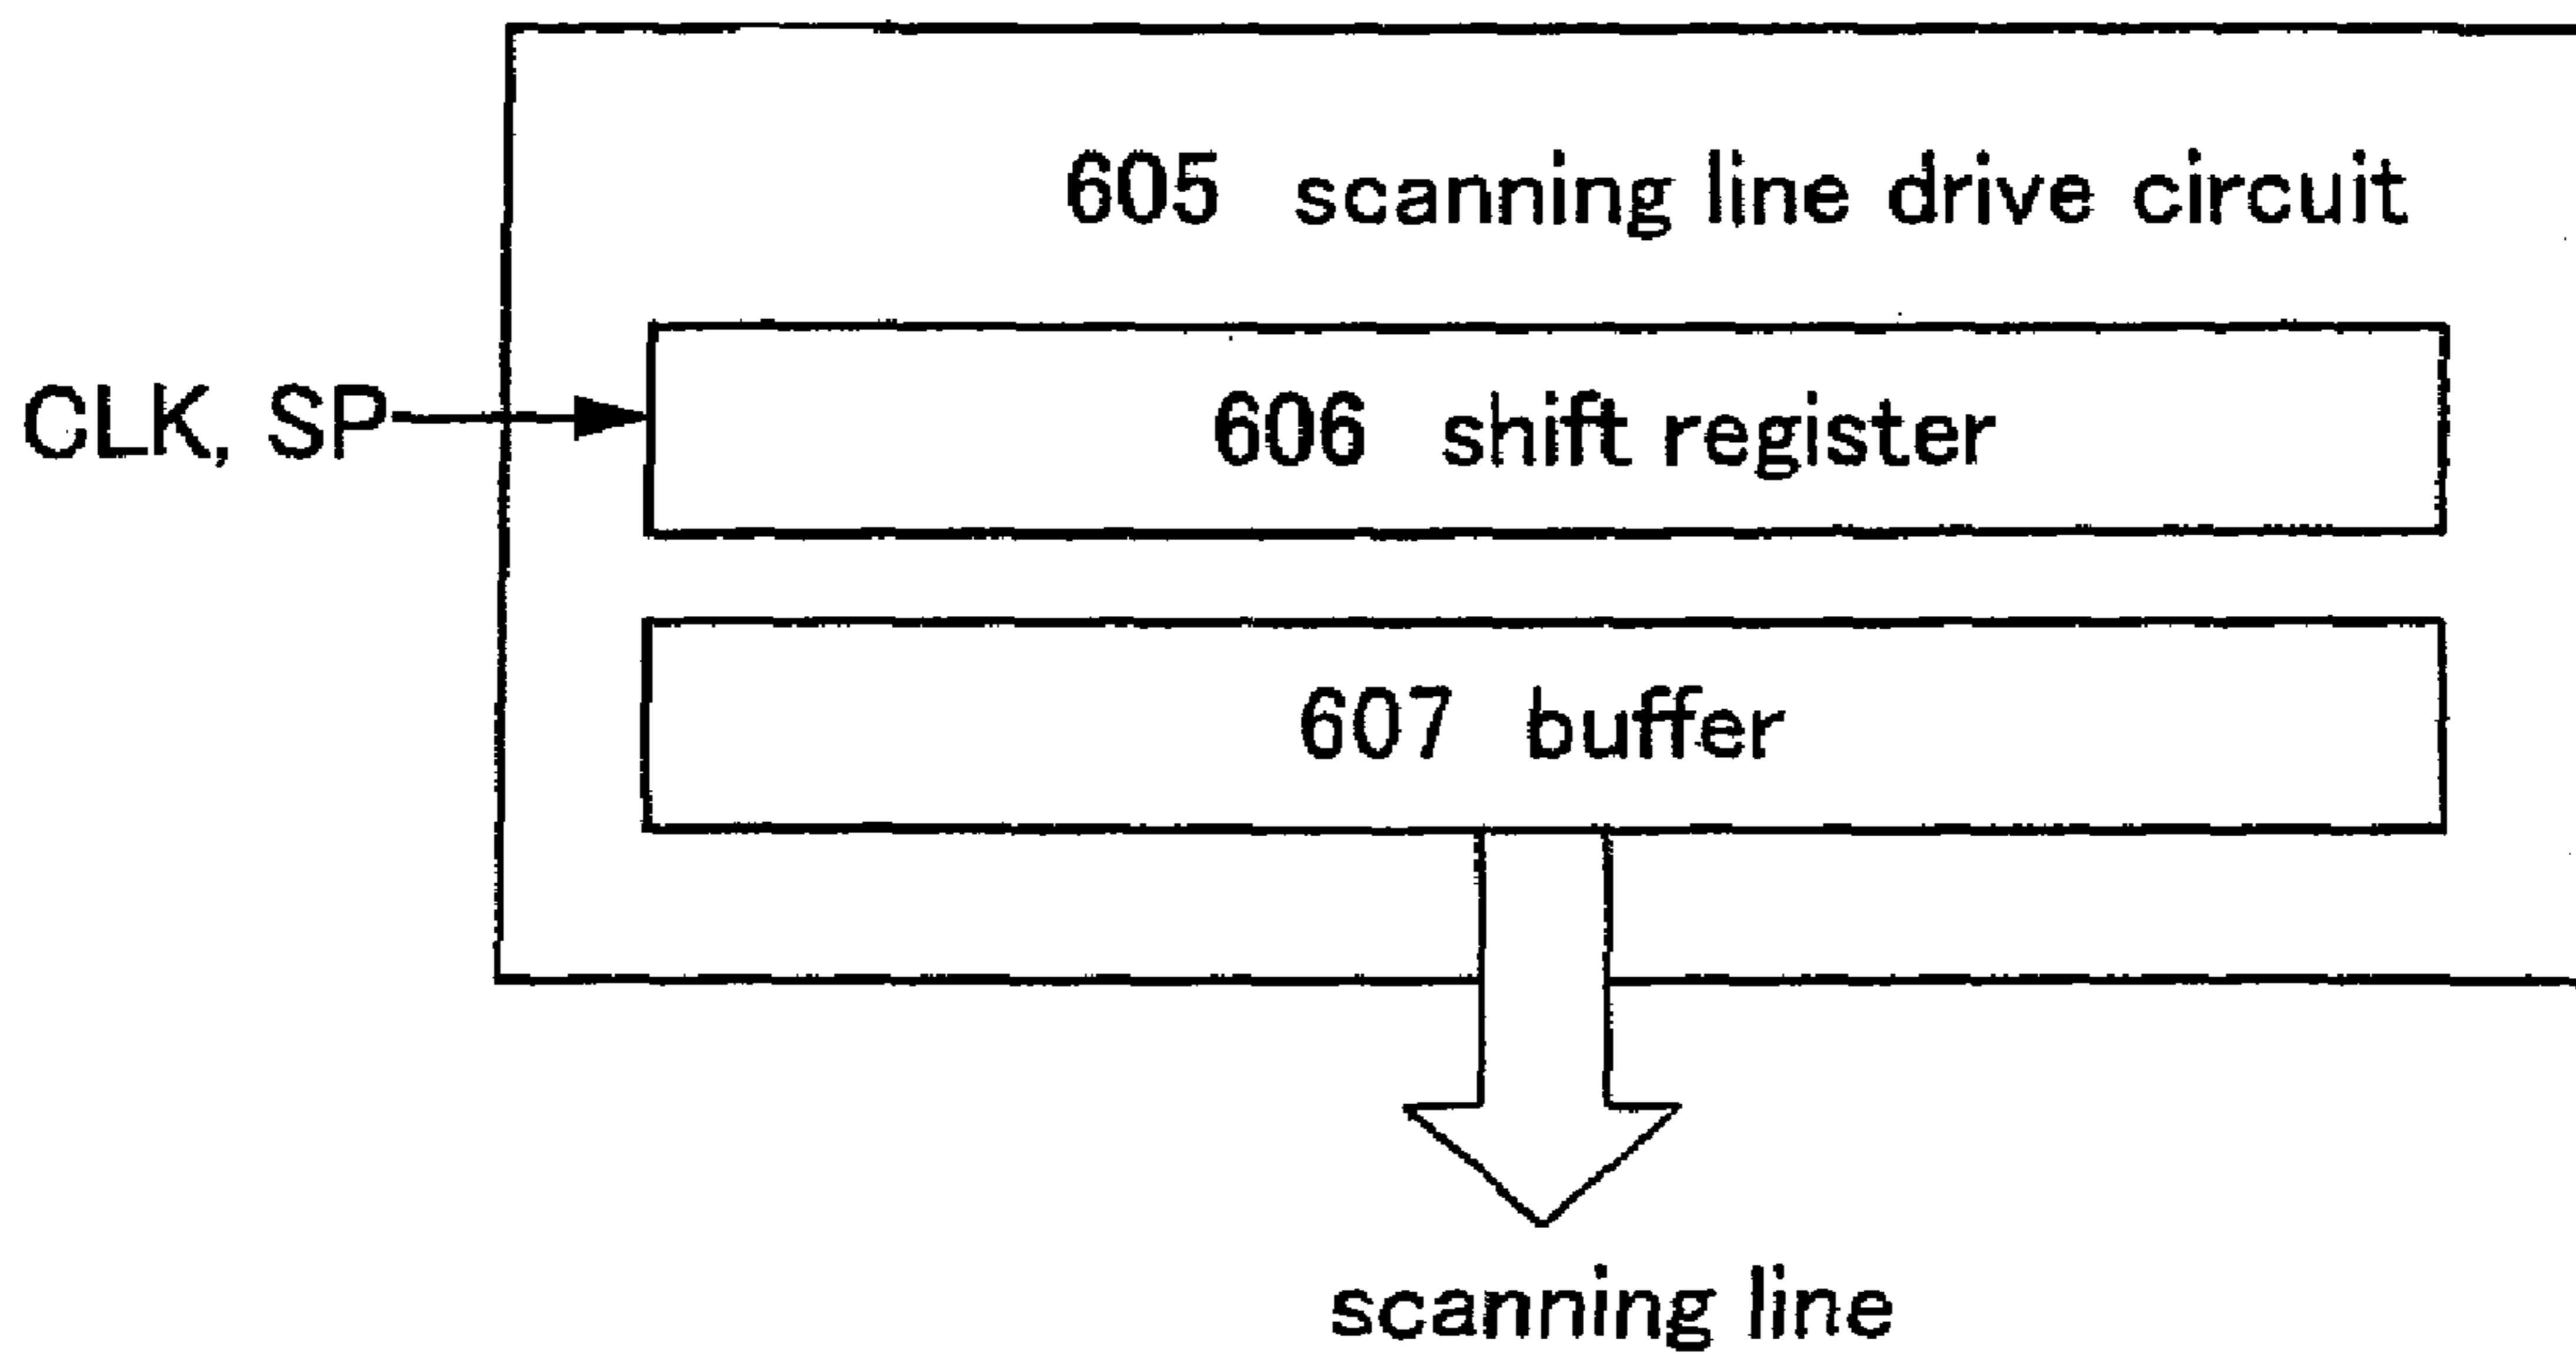 605 scanning line drive circuit
CLK, SP
606 shift register
607 buffer
scanning line